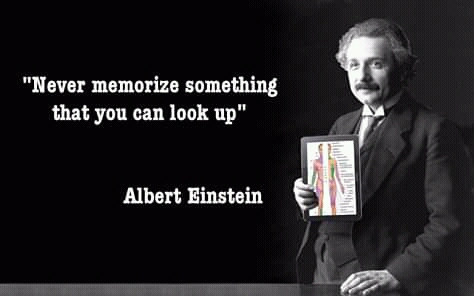 "Never memorize something
that you can look up"
Albert Einstein